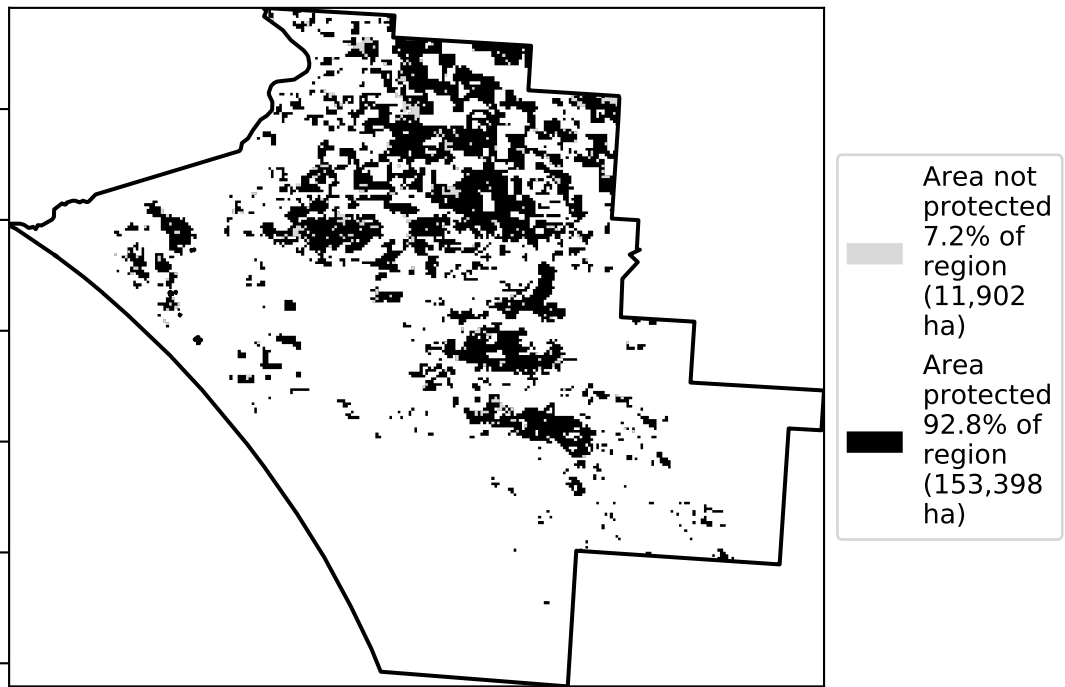 Area not
protected
7.2% of
region
(11,902
ha)
Area
protected
92.8% of
region
(153,398
ha)